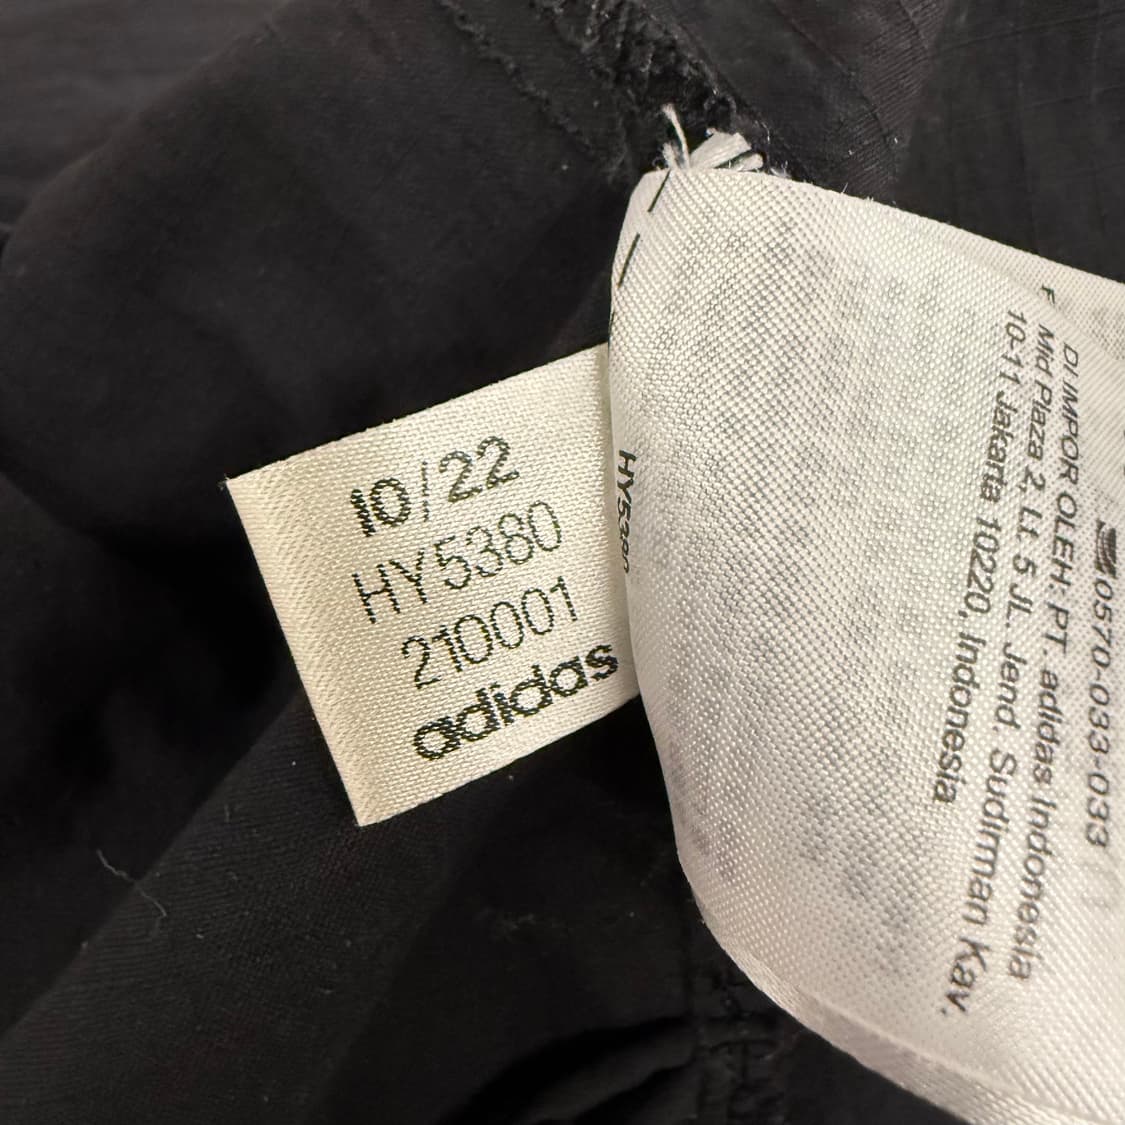 10/22
HY5380
210001
adidas
HY5380
0570-033-033
DI IMPOR OLEH: PT. adidas Indonesia
Mid Plaza 2, Lt. 5 JL. Jend. Sudirman Kav.
10-11 Jakarta 10220, Indonesia